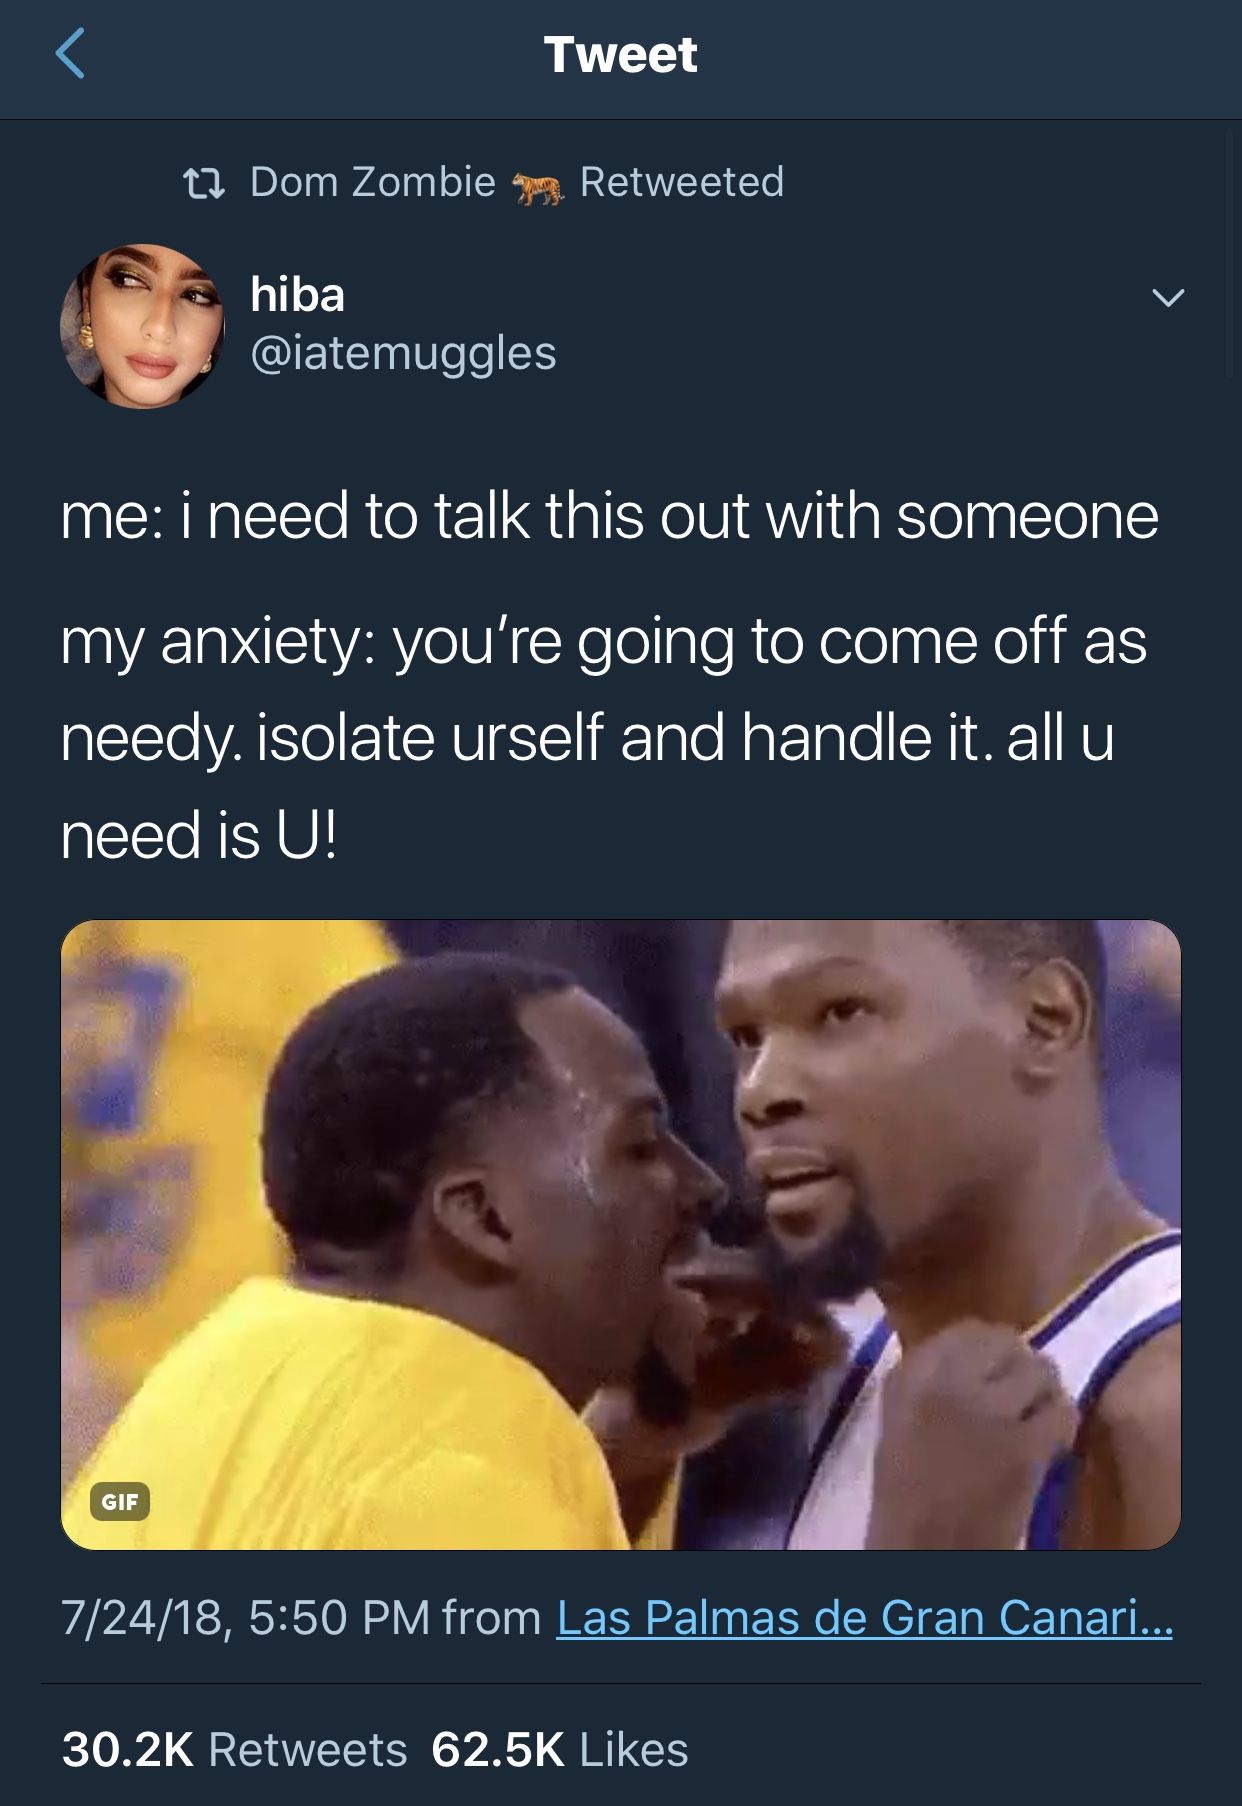 Tweet
Dom Zombie 🐅 Retweeted
hiba
@iatemuggles
me: i need to talk this out with someone
my anxiety: you’re going to come off as
needy. isolate urself and handle it. all u
need is U!
GIF
7/24/18, 5:50 PM from Las Palmas de Gran Canari...
30.2K Retweets 62.5K Likes